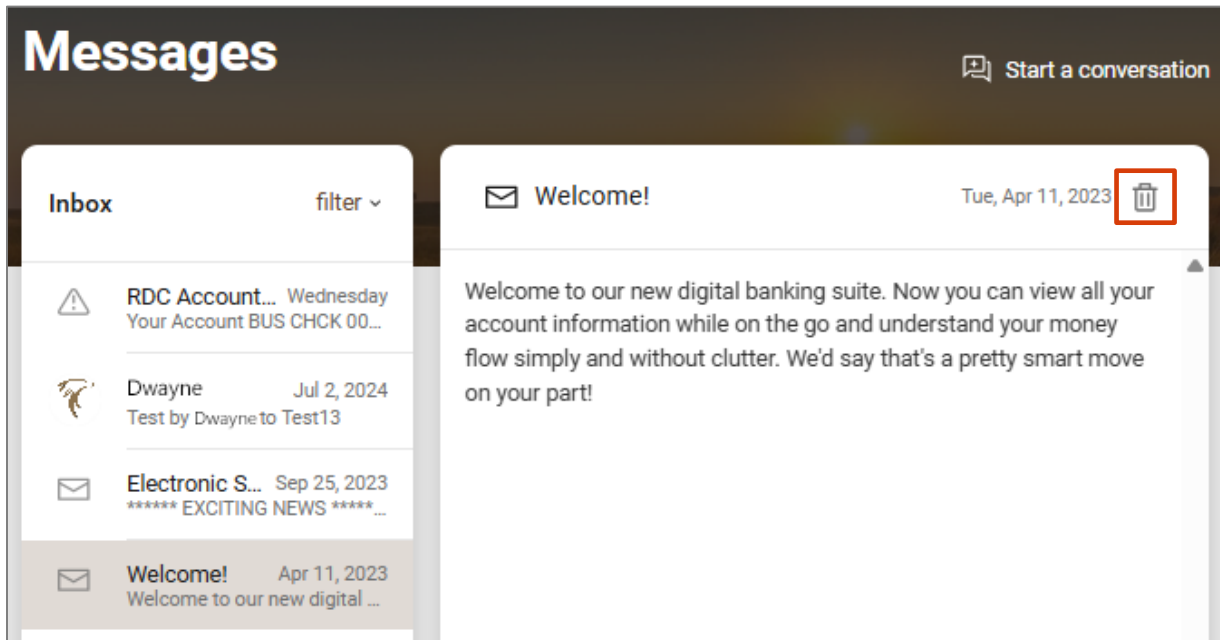 Messages
Start a conversation
Inbox
filter
RDC Account... Wednesday
Your Account BUS CHCK 00...
Dwayne Jul 2, 2024
Test by Dwayne to Test13
Electronic S... Sep 25, 2023
****** EXCITING NEWS *****...
Welcome! Apr 11, 2023
Welcome to our new digital ...
Welcome! Tue, Apr 11, 2023
Welcome to our new digital banking suite. Now you can view all your
account information while on the go and understand your money
flow simply and without clutter. We'd say that's a pretty smart move
on your part!